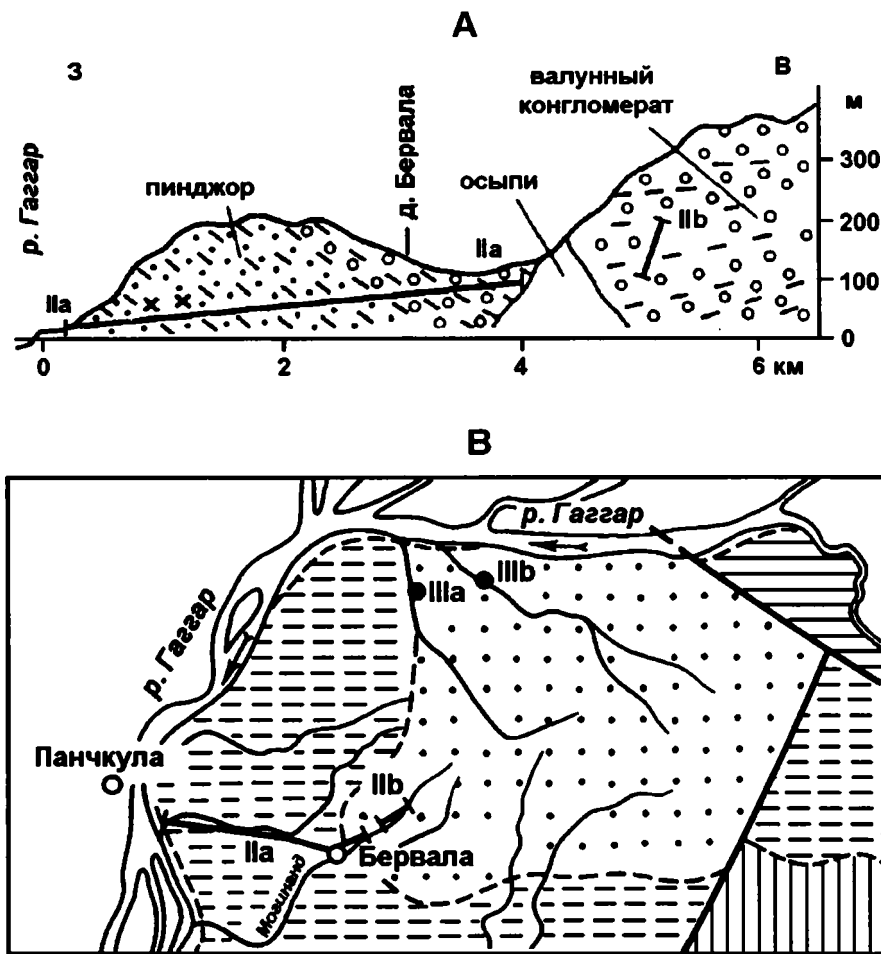 А
З
В
м
р. Гаггар
пинджор
д. Бервала
осыпи
валунный
конгломерат
IIa
IIa
IIb
300
200
100
0
0
2
4
6 км
В
р. Гаггар
IIIa
IIIb
р. Гаггар
Панчкула
IIb
IIa
Бервала
Могинанд